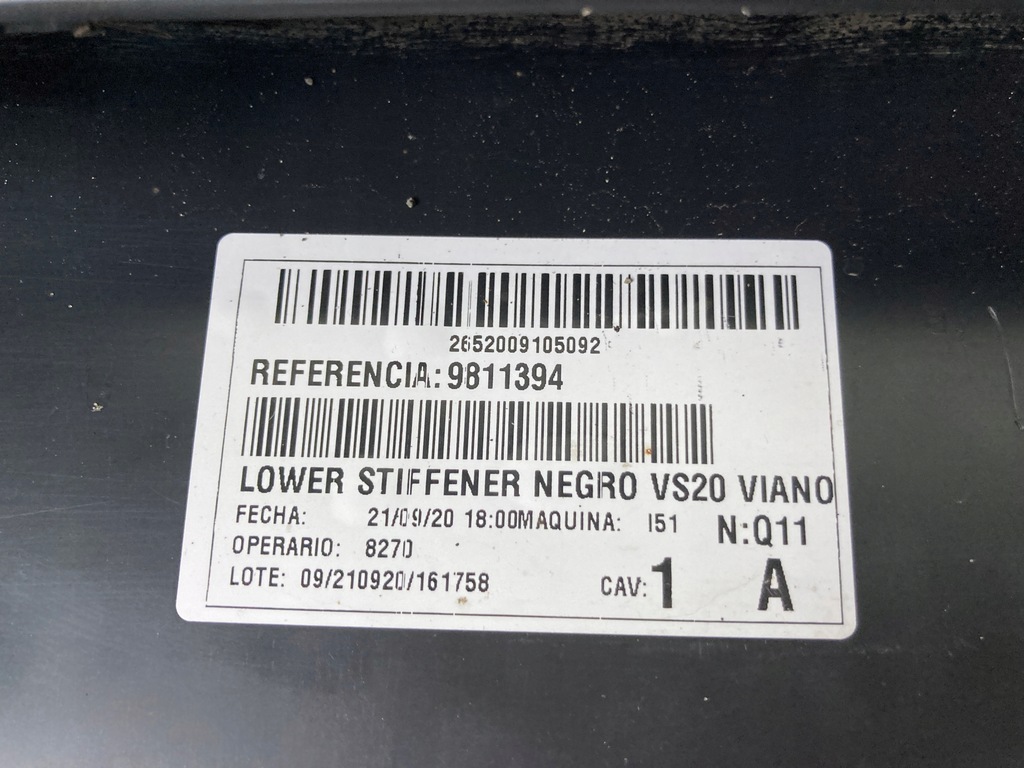 2652009105092
REFERENCIA: 9811394
LOWER STIFFENER NEGRO VS20 VIANO
FECHA: 21/09/20 18:00MAQUINA: I51 N:Q11
OPERARIO: 8270
LOTE: 09/210920/161758 CAV: 1 A